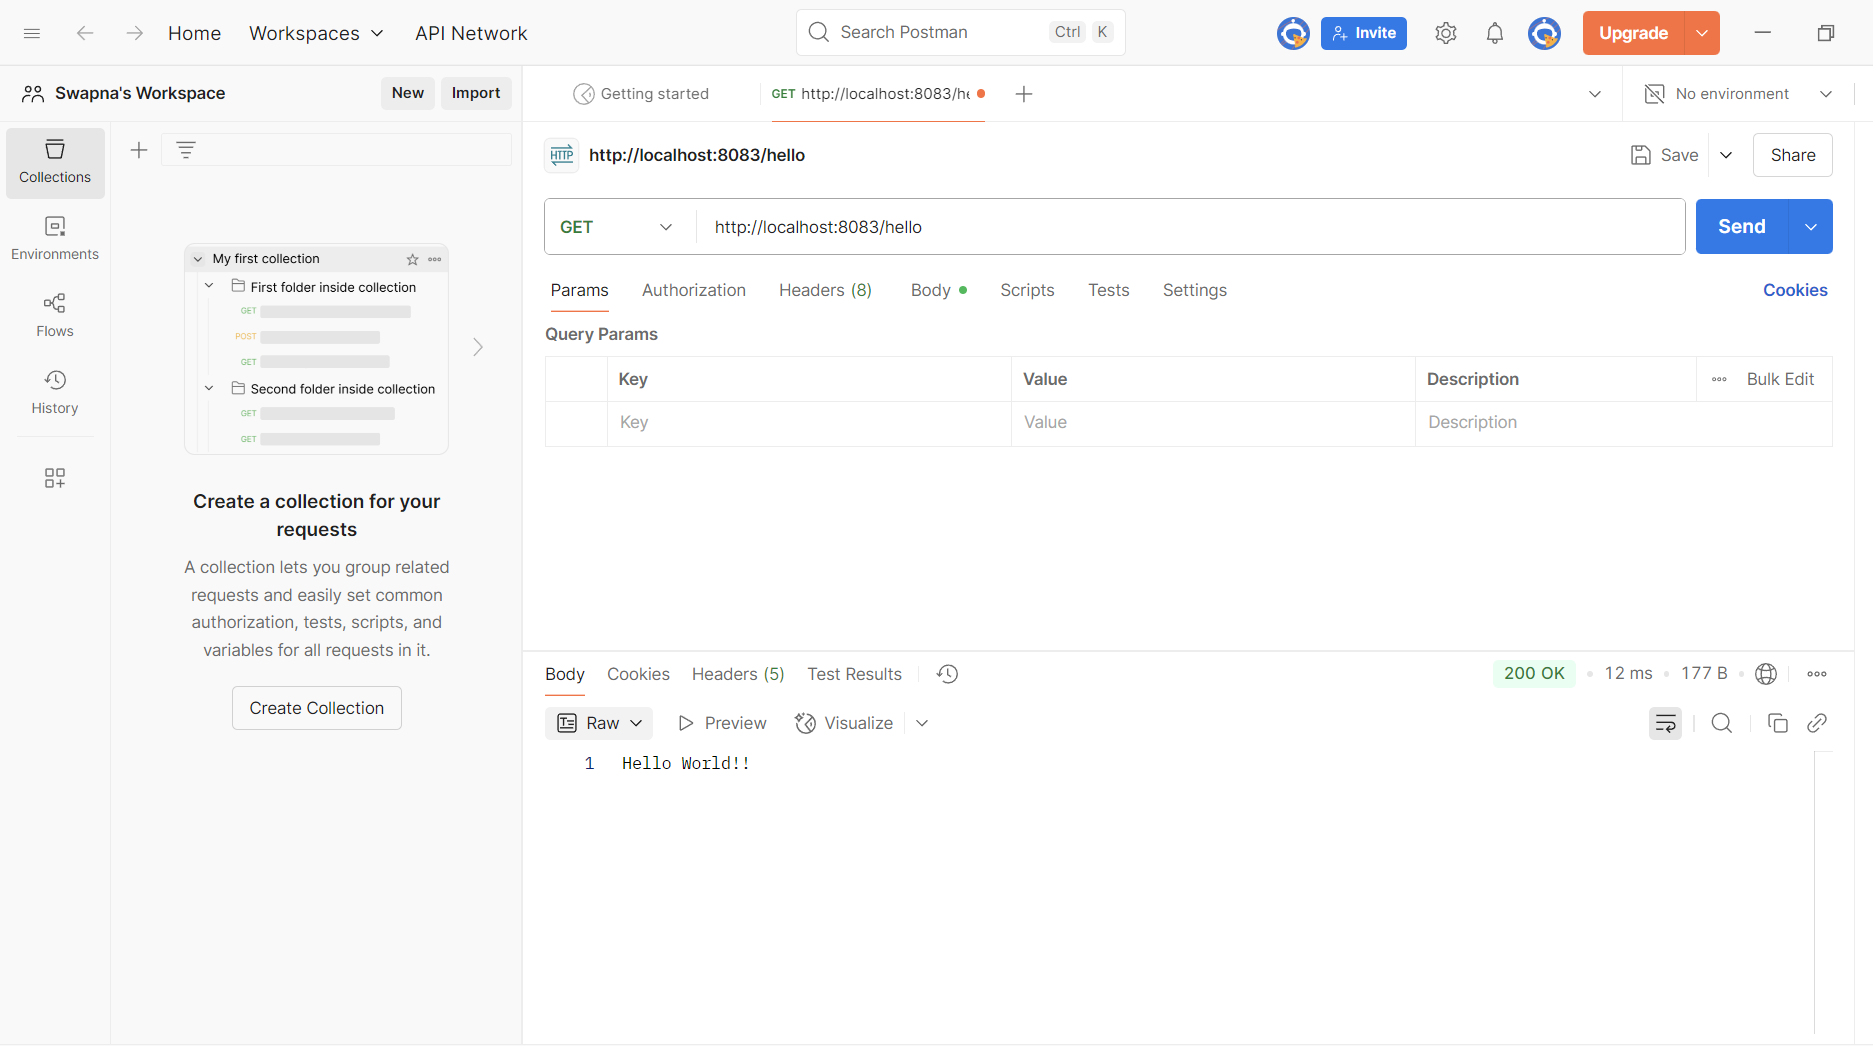 Home Workspaces API Network Search Postman Ctrl K Invite Upgrade
Swapna's Workspace New Import
Getting started GET http://localhost:8083/he No environment
Collections
Environments
Flows
History
My first collection
First folder inside collection
GET
POST
GET
Second folder inside collection
GET
GET
Create a collection for your
requests
A collection lets you group related
requests and easily set common
authorization, tests, scripts, and
variables for all requests in it.
Create Collection
HTTP http://localhost:8083/hello Save Share
GET http://localhost:8083/hello Send
Params Authorization Headers (8) Body Scripts Tests Settings Cookies
Query Params
Key Value Description Bulk Edit
Key Value Description
Body Cookies Headers (5) Test Results 200 OK 12 ms 177 B
Raw Preview Visualize
1 Hello World!!